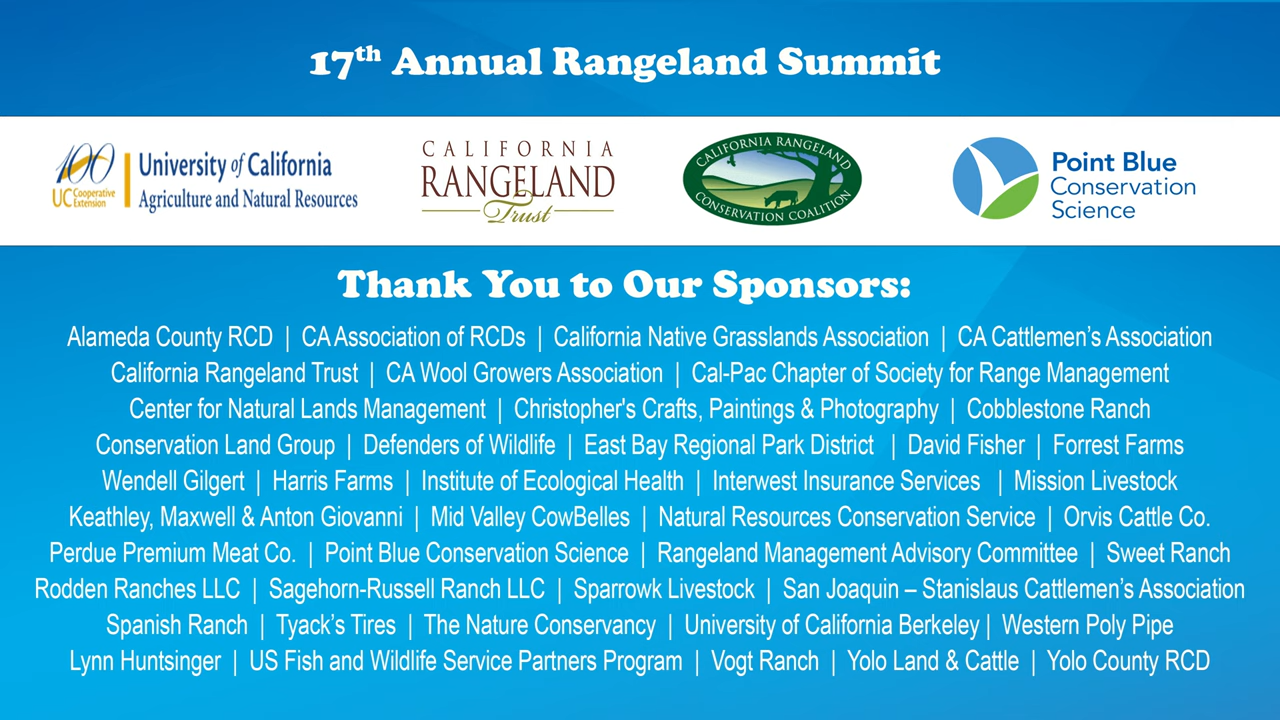 17th Annual Rangeland Summit
100
UC Cooperative Extension
University of California
Agriculture and Natural Resources
CALIFORNIA
RANGELAND
Trust
CALIFORNIA RANGELAND
CONSERVATION COALITION
Point Blue
Conservation
Science
Thank You to Our Sponsors:
Alameda County RCD | CA Association of RCDs | California Native Grasslands Association | CA Cattlemen’s Association
California Rangeland Trust | CA Wool Growers Association | Cal-Pac Chapter of Society for Range Management
Center for Natural Lands Management | Christopher's Crafts, Paintings & Photography | Cobblestone Ranch
Conservation Land Group | Defenders of Wildlife | East Bay Regional Park District | David Fisher | Forrest Farms
Wendell Gilgert | Harris Farms | Institute of Ecological Health | Interwest Insurance Services | Mission Livestock
Keathley, Maxwell & Anton Giovanni | Mid Valley CowBelles | Natural Resources Conservation Service | Orvis Cattle Co.
Perdue Premium Meat Co. | Point Blue Conservation Science | Rangeland Management Advisory Committee | Sweet Ranch
Rodden Ranches LLC | Sagehorn-Russell Ranch LLC | Sparrowk Livestock | San Joaquin – Stanislaus Cattlemen’s Association
Spanish Ranch | Tyack’s Tires | The Nature Conservancy | University of California Berkeley | Western Poly Pipe
Lynn Huntsinger | US Fish and Wildlife Service Partners Program | Vogt Ranch | Yolo Land & Cattle | Yolo County RCD